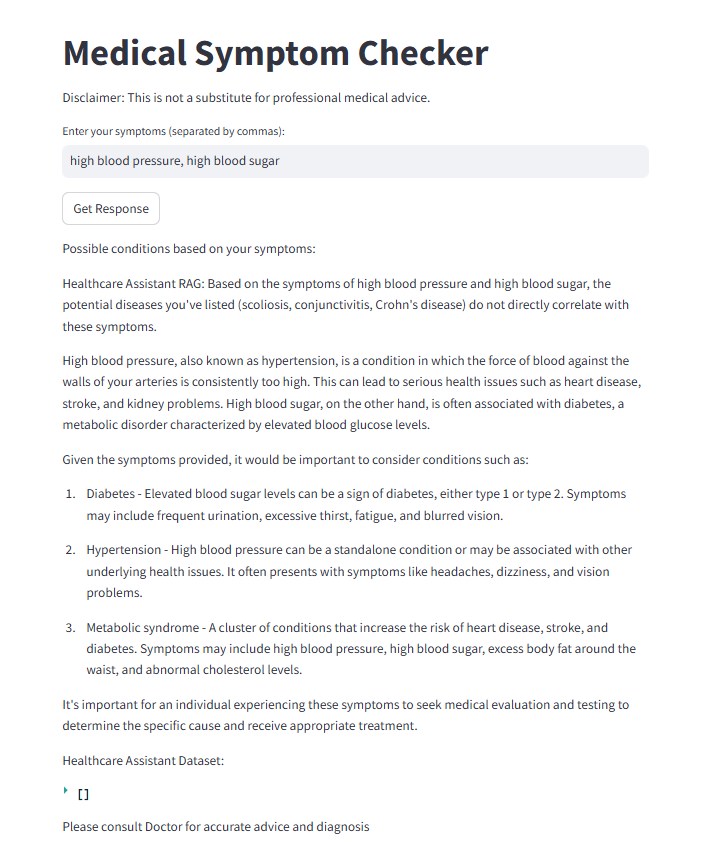 Medical Symptom Checker
Disclaimer: This is not a substitute for professional medical advice.
Enter your symptoms (separated by commas):
high blood pressure, high blood sugar
Get Response
Possible conditions based on your symptoms:
Healthcare Assistant RAG: Based on the symptoms of high blood pressure and high blood sugar, the
potential diseases you've listed (scoliosis, conjunctivitis, Crohn's disease) do not directly correlate with
these symptoms.
High blood pressure, also known as hypertension, is a condition in which the force of blood against the
walls of your arteries is consistently too high. This can lead to serious health issues such as heart disease,
stroke, and kidney problems. High blood sugar, on the other hand, is often associated with diabetes, a
metabolic disorder characterized by elevated blood glucose levels.
Given the symptoms provided, it would be important to consider conditions such as:
1. Diabetes - Elevated blood sugar levels can be a sign of diabetes, either type 1 or type 2. Symptoms
may include frequent urination, excessive thirst, fatigue, and blurred vision.
2. Hypertension - High blood pressure can be a standalone condition or may be associated with other
underlying health issues. It often presents with symptoms like headaches, dizziness, and vision
problems.
3. Metabolic syndrome - A cluster of conditions that increase the risk of heart disease, stroke, and
diabetes. Symptoms may include high blood pressure, high blood sugar, excess body fat around the
waist, and abnormal cholesterol levels.
It's important for an individual experiencing these symptoms to seek medical evaluation and testing to
determine the specific cause and receive appropriate treatment.
Healthcare Assistant Dataset:
[]
Please consult Doctor for accurate advice and diagnosis